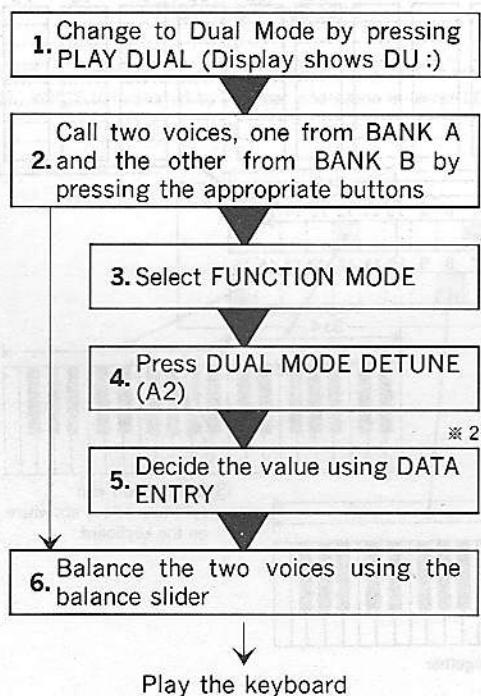 1. Change to Dual Mode by pressing
PLAY DUAL (Display shows DU :)
Call two voices, one from BANK A
2. and the other from BANK B by
pressing the appropriate buttons
3. Select FUNCTION MODE
4. Press DUAL MODE DETUNE
(A2)
※ 2
5. Decide the value using DATA
ENTRY
6. Balance the two voices using the
balance slider
Play the keyboard